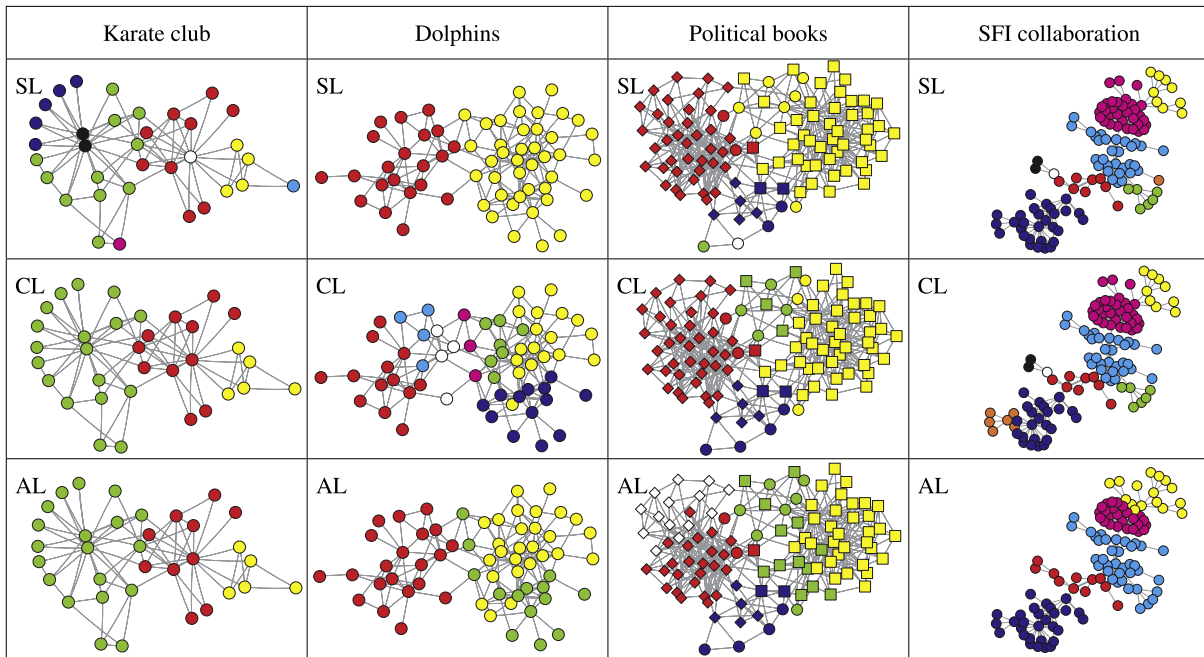 Karate club Dolphins Political books SFI collaboration
SL SL SL SL
CL CL CL CL
AL AL AL AL